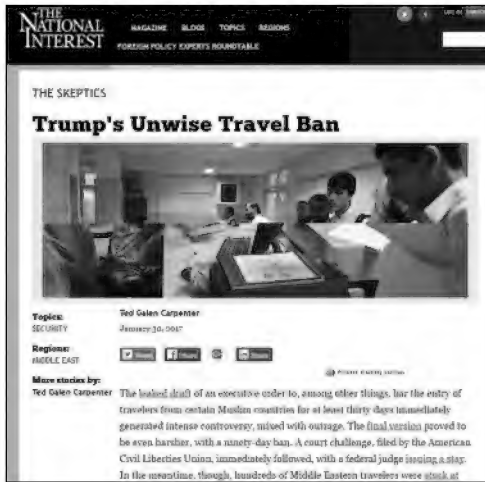 THE
NATIONAL
INTEREST
MAGAZINE BLOGS TOPICS REGIONS
FOREIGN POLICY EXPERTS ROUNDTABLE
THE SKEPTICS
Trump's Unwise Travel Ban
Topics:
SECURITY
Regions:
MIDDLE EAST
More stories by:
Ted Galen Carpenter
Ted Galen Carpenter
January 30, 2017
The leaked draft of an executive order to, among other things, bar the entry of
travelers from certain Muslim countries for at least thirty days immediately
generated intense controversy, mixed with outrage. The final version proved to
be even harsher, with a ninety-day ban. A court challenge, filed by the American
Civil Liberties Union, immediately followed, with a federal judge issuing a stay.
In the meantime, though, hundreds of Middle Eastern travelers were stuck at